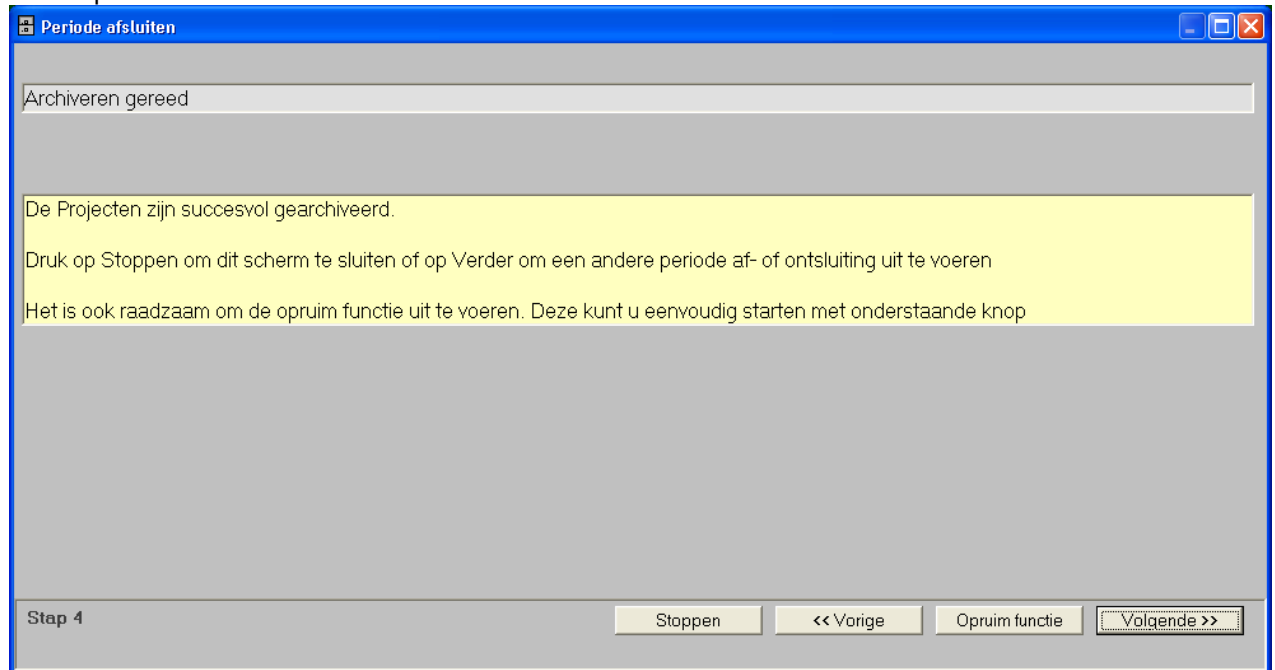 Periode afsluiten
Archiveren gereed
De Projecten zijn succesvol gearchiveerd.
Druk op Stoppen om dit scherm te sluiten of op Verder om een andere periode af- of ontsluiting uit te voeren
Het is ook raadzaam om de opruim functie uit te voeren. Deze kunt u eenvoudig starten met onderstaande knop
Stap 4
Stoppen
<< Vorige
Opruim functie
Volgende >>